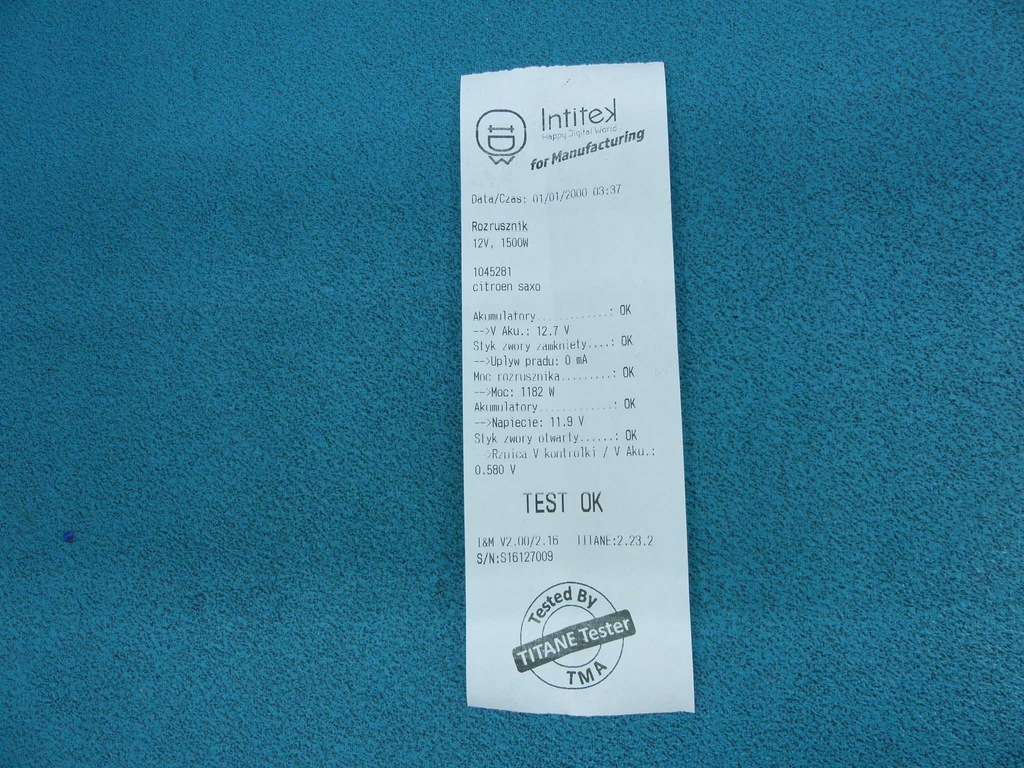 Intitek
Happy Digital World
for Manufacturing
Data/Czas: 01/01/2000 03:37
Rozrusznik
12V, 1500W
1045281
citroen saxo
Akumulatory............: OK
-->V Aku.: 12.7 V
Styk zwory zamkniety....: OK
-->Uplyw pradu: 0 mA
Moc rozrusznika.........: OK
-->Moc: 1182 W
Akumulatory............: OK
-->Napiecie: 11.9 V
Styk zwory otwarty......: OK
-->Rznica V kontrolki / V Aku.:
0.580 V
TEST OK
T&M V2.00/2.16 TITANE:2.23.2
S/N:S16127009
Tested By
TITANE Tester
TMA